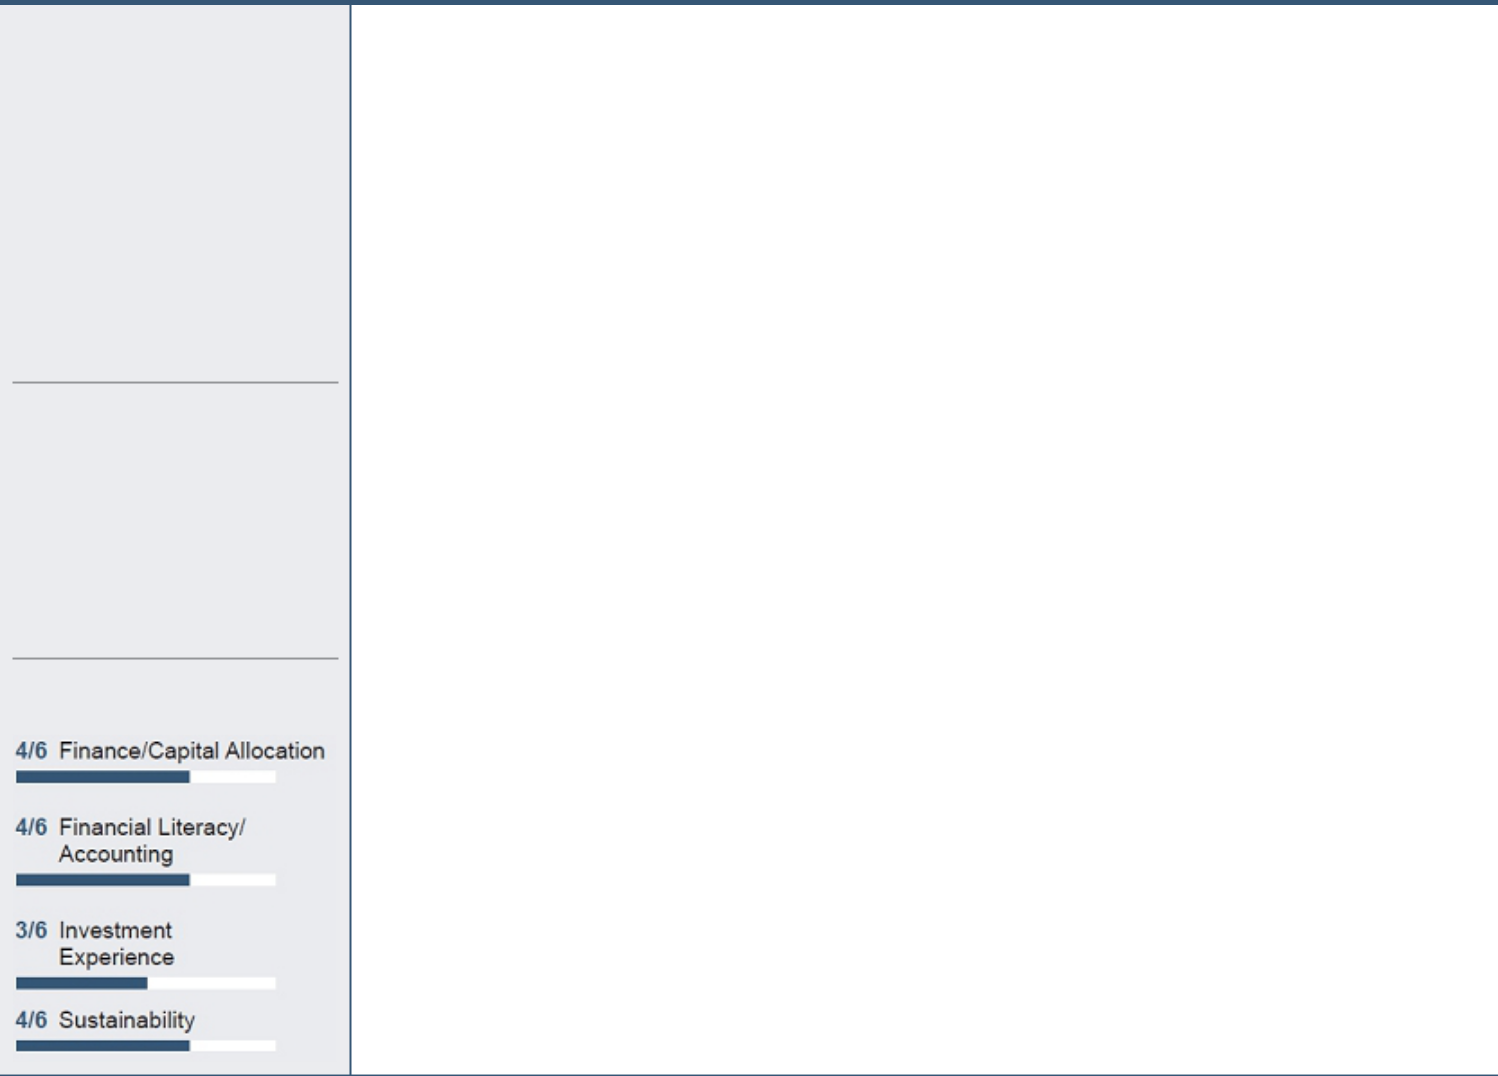 4/6 Finance/Capital Allocation
4/6 Financial Literacy/
Accounting
3/6 Investment
Experience
4/6 Sustainability